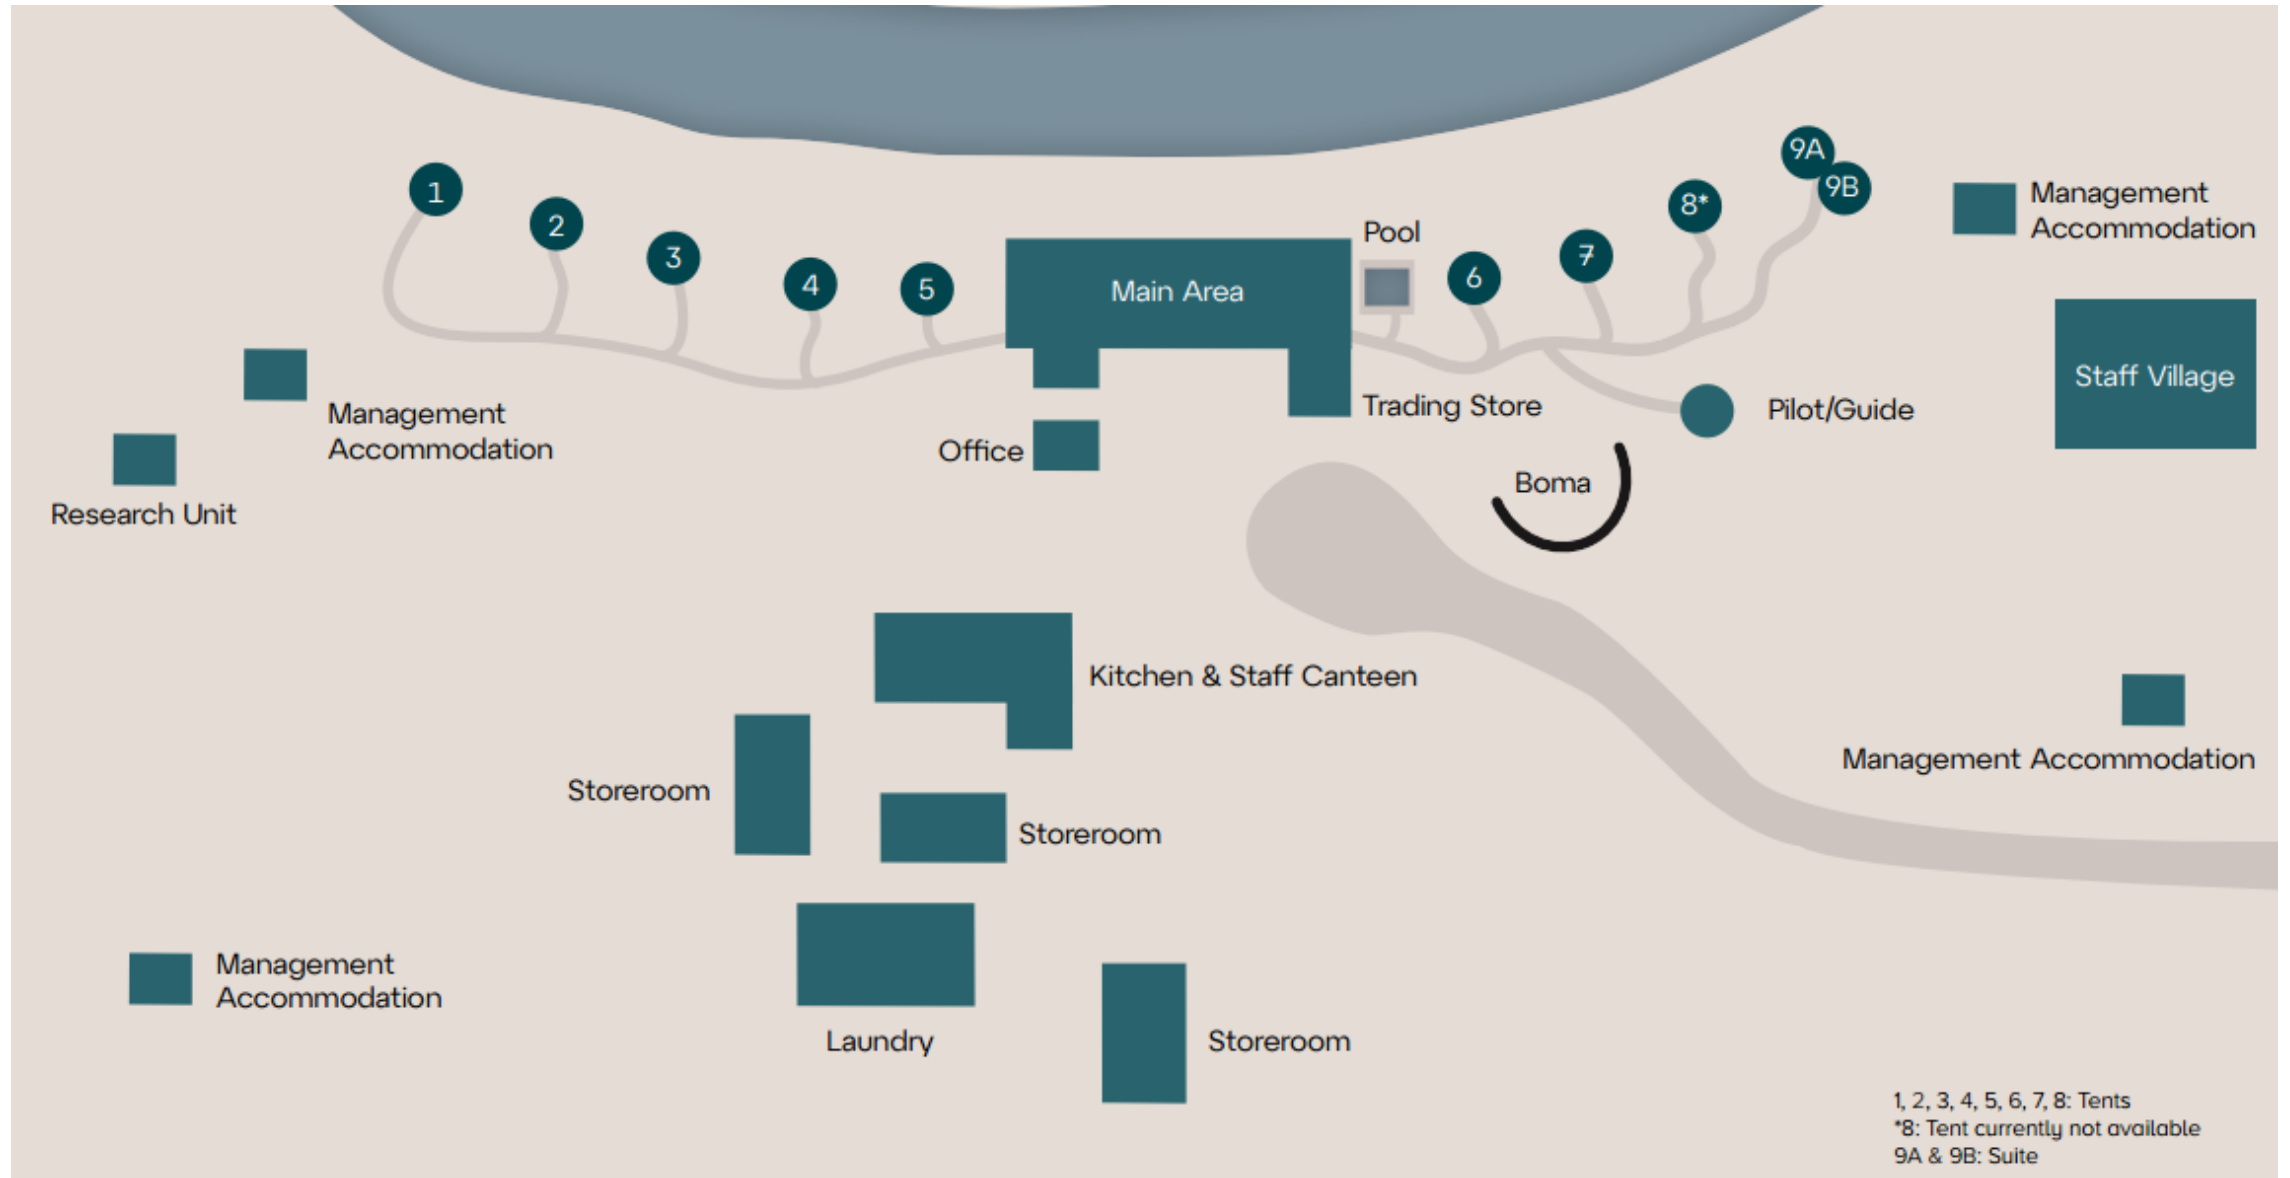 1
2
3
4
5
Main Area
Pool
6
7
8*
9A
9B
Management
Accommodation
Staff Village
Management
Accommodation
Research Unit
Office
Trading Store
Pilot/Guide
Boma
Kitchen & Staff Canteen
Management Accommodation
Storeroom
Storeroom
Management
Accommodation
Laundry
Storeroom
1, 2, 3, 4, 5, 6, 7, 8: Tents
*8: Tent currently not available
9A & 9B: Suite